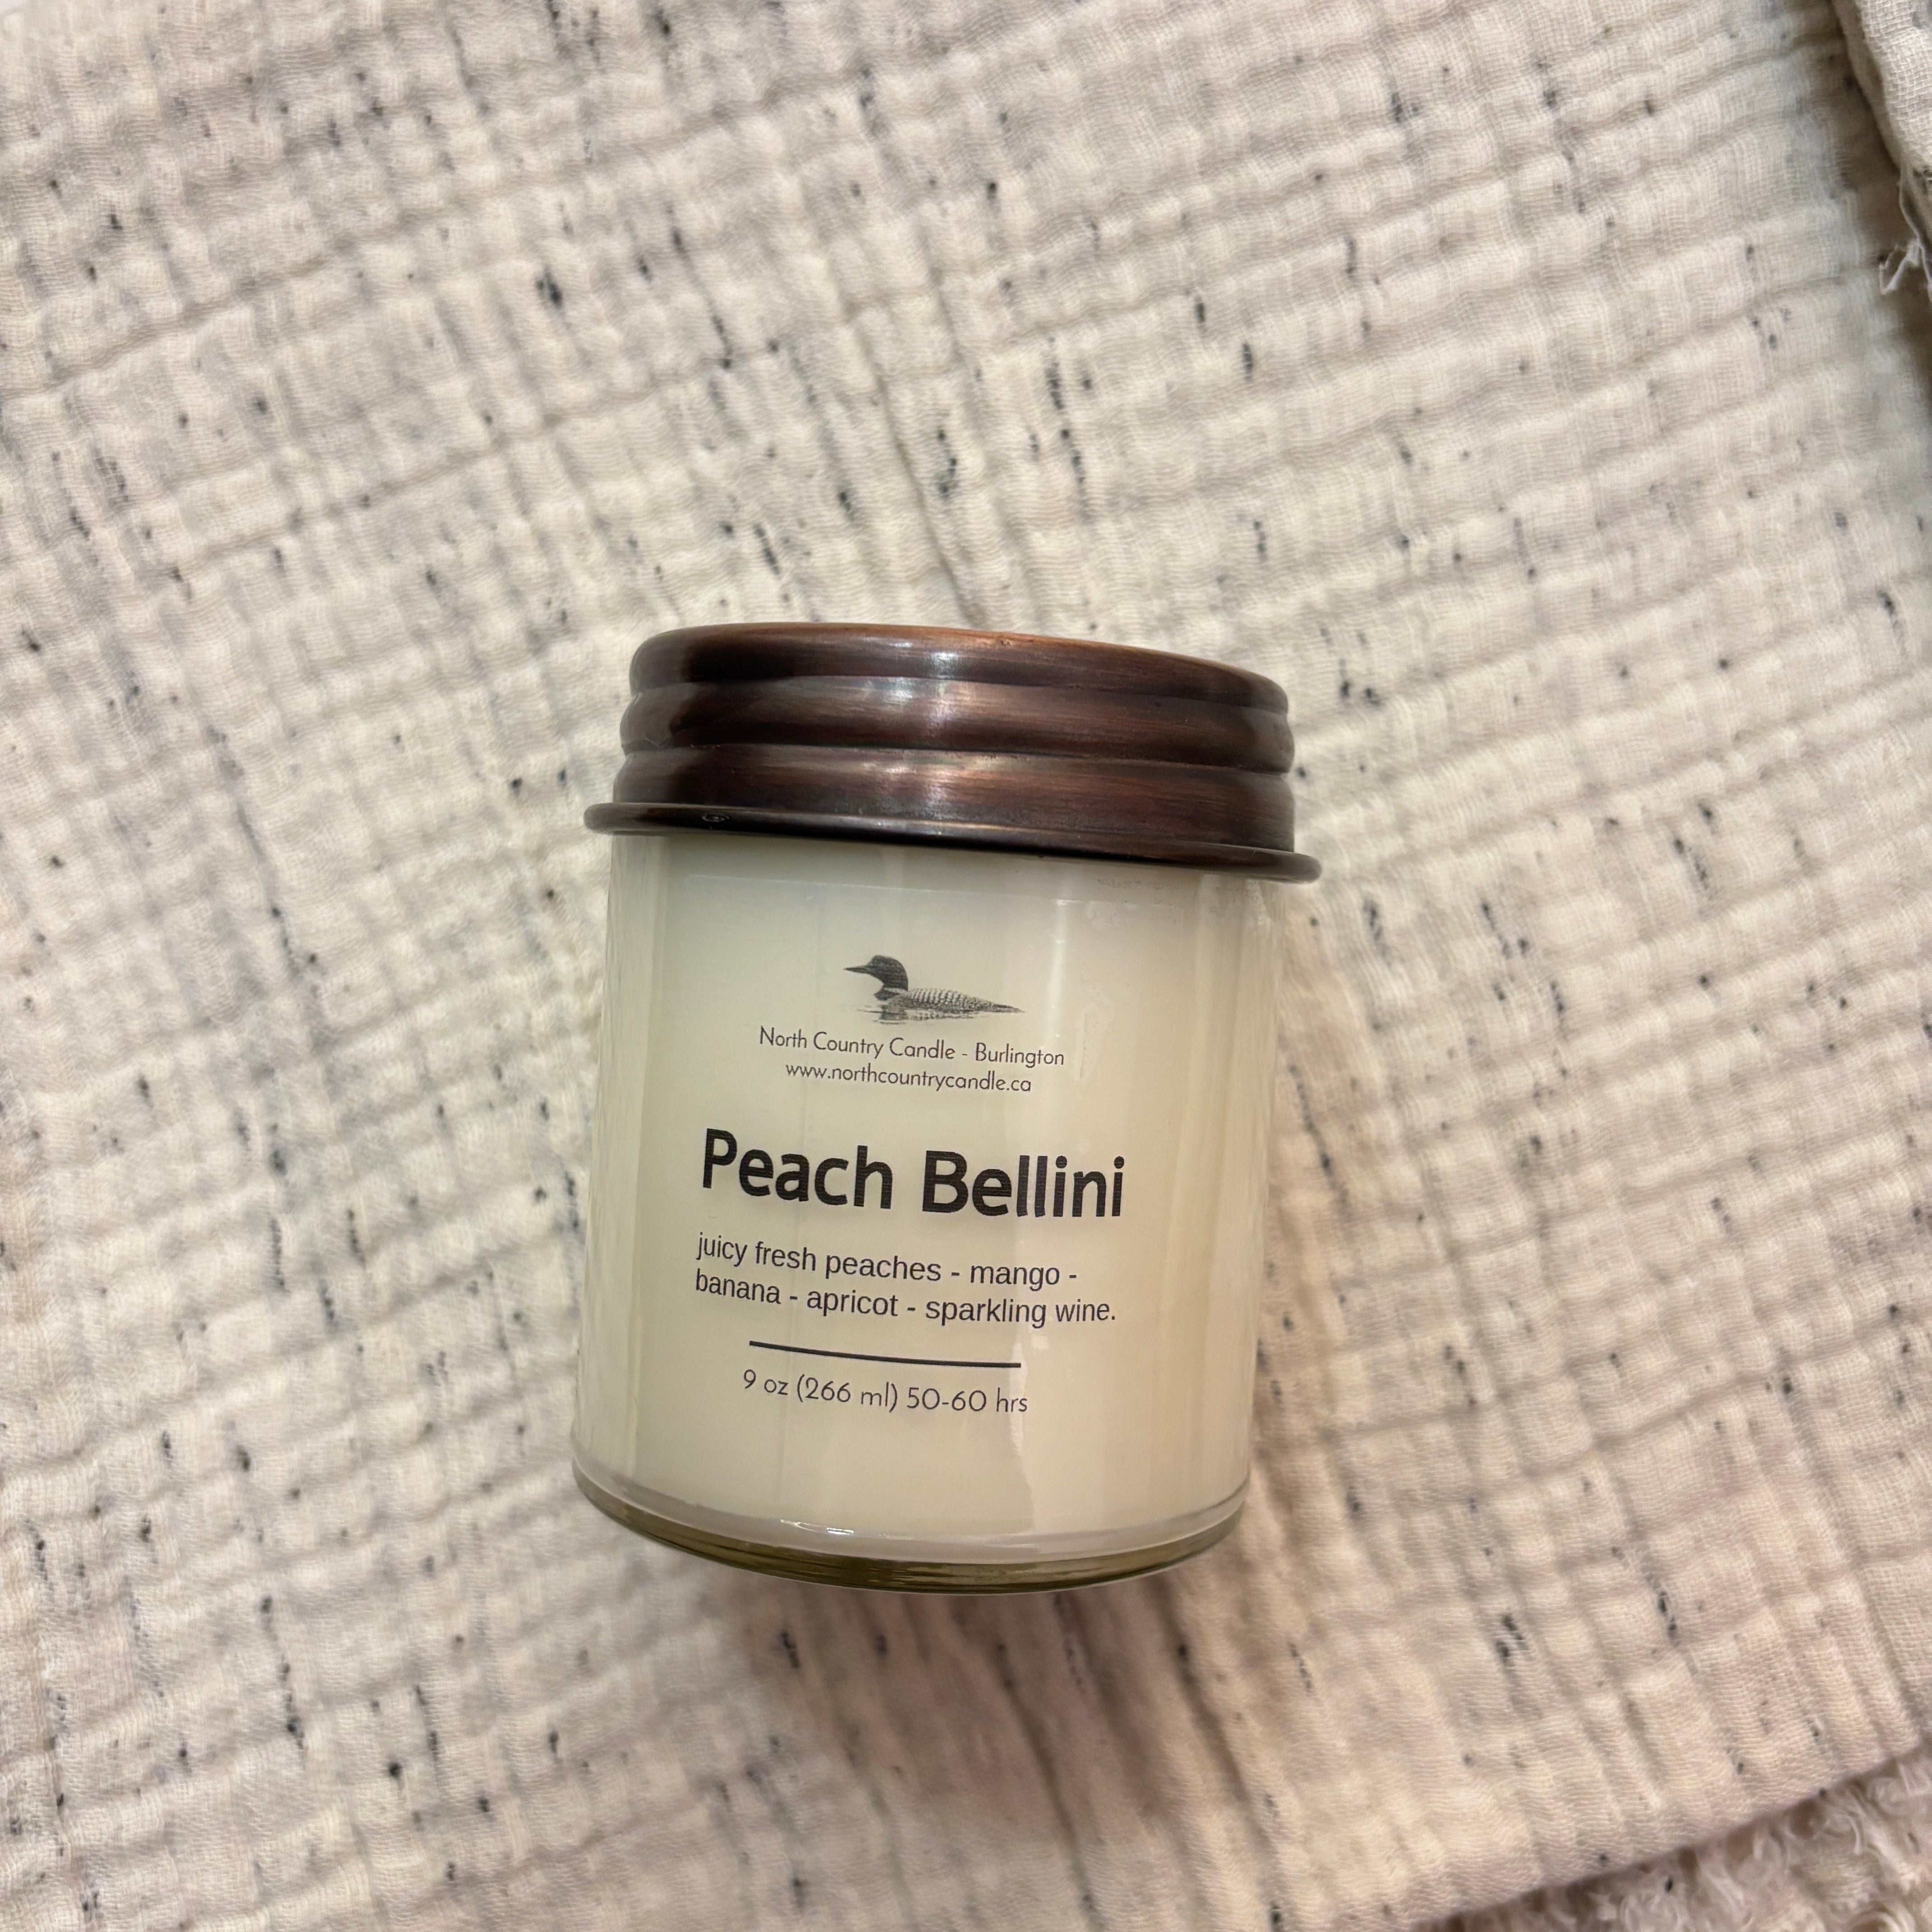 North Country Candle - Burlington
www.northcountrycandle.ca
Peach Bellini
juicy fresh peaches - mango -
banana - apricot - sparkling wine.
9 oz (266 ml) 50-60 hrs